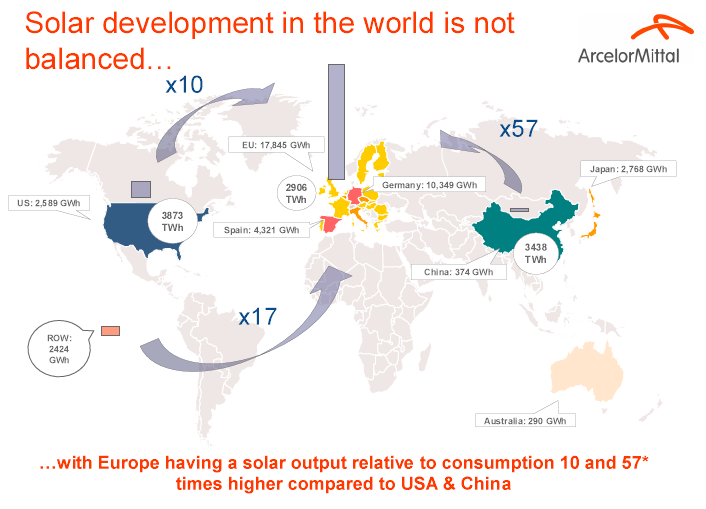 Solar development in the world is not
balanced…
ArcelorMittal
x10
x57
EU: 17,845 GWh
Japan: 2,768 GWh
2906
TWh
Germany: 10,349 GWh
US: 2,589 GWh
3873
TWh
Spain: 4,321 GWh
3438
TWh
China: 374 GWh
x17
ROW:
2424
GWh
Australia: 290 GWh
…with Europe having a solar output relative to consumption 10 and 57*
times higher compared to USA & China